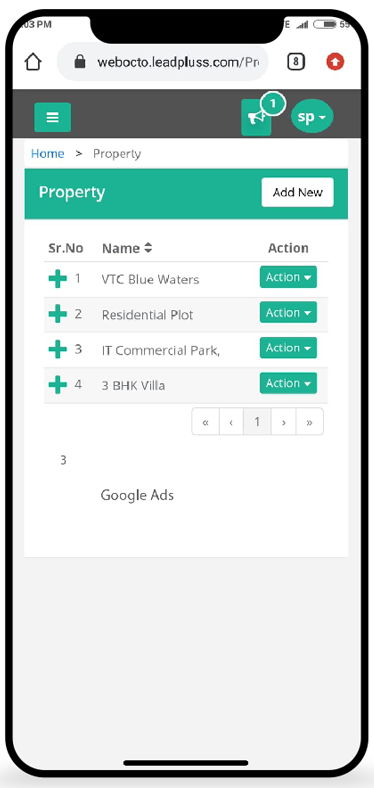 :03 PM
E
55
webocto.leadpluss.com/Pr
8
1
sp
Home > Property
Property
Add New
Sr.No Name Action
1 VTC Blue Waters Action
2 Residential Plot Action
3 IT Commercial Park, Action
4 3 BHK Villa Action
« ‹ 1 › »
3
Google Ads